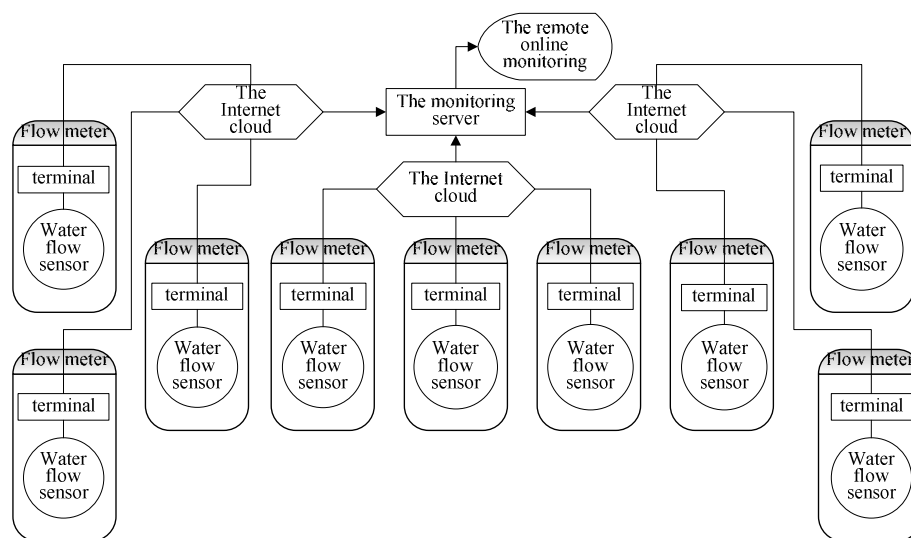 The remote
online
monitoring
The
Internet
cloud
The monitoring
server
The
Internet
cloud
The Internet
cloud
Flow meter
terminal
Water
flow
sensor
Flow meter
terminal
Water
flow
sensor
Flow meter
terminal
Water
flow
sensor
Flow meter
terminal
Water
flow
sensor
Flow meter
terminal
Water
flow
sensor
Flow meter
terminal
Water
flow
sensor
Flow meter
terminal
Water
flow
sensor
Flow meter
terminal
Water
flow
sensor
Flow meter
terminal
Water
flow
sensor